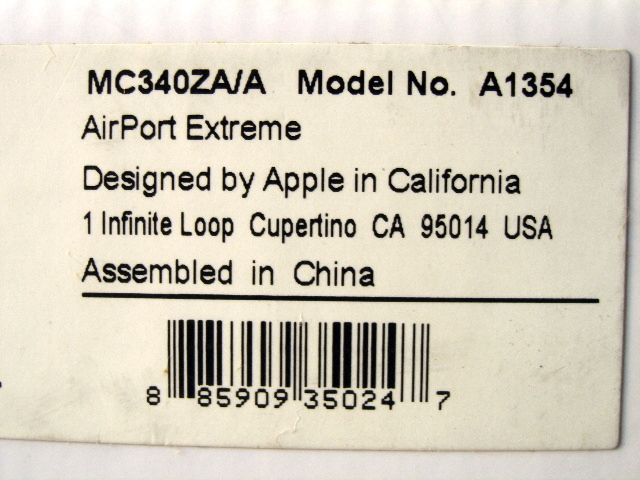 MC340ZA/A Model No. A1354
AirPort Extreme
Designed by Apple in California
1 Infinite Loop Cupertino CA 95014 USA
Assembled in China
8 85909 35024 7